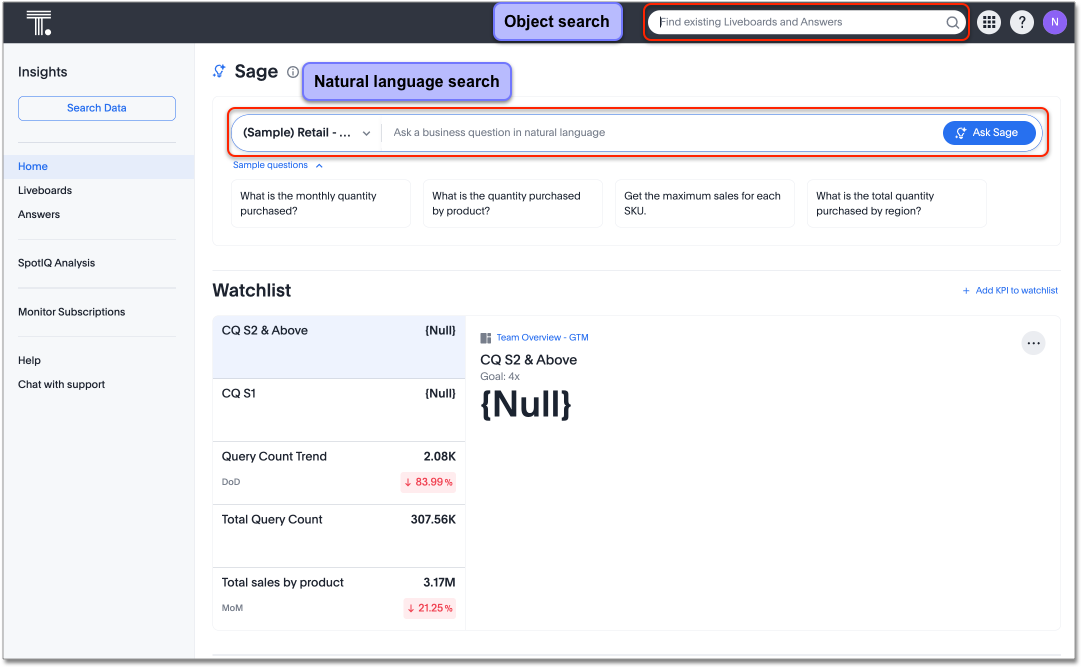 Object search
Find existing Liveboards and Answers
?
N
Insights
Search Data
Home
Liveboards
Answers
SpotIQ Analysis
Monitor Subscriptions
Help
Chat with support
Sage
Natural language search
(Sample) Retail - ...
Ask a business question in natural language
Ask Sage
Sample questions
What is the monthly quantity
purchased?
What is the quantity purchased
by product?
Get the maximum sales for each
SKU.
What is the total quantity
purchased by region?
Watchlist
+ Add KPI to watchlist
CQ S2 & Above {Null}
CQ S1 {Null}
Query Count Trend 2.08K
DoD ↓ 83.99%
Total Query Count 307.56K
Total sales by product 3.17M
MoM ↓ 21.25%
Team Overview - GTM
CQ S2 & Above
Goal: 4x
{Null}